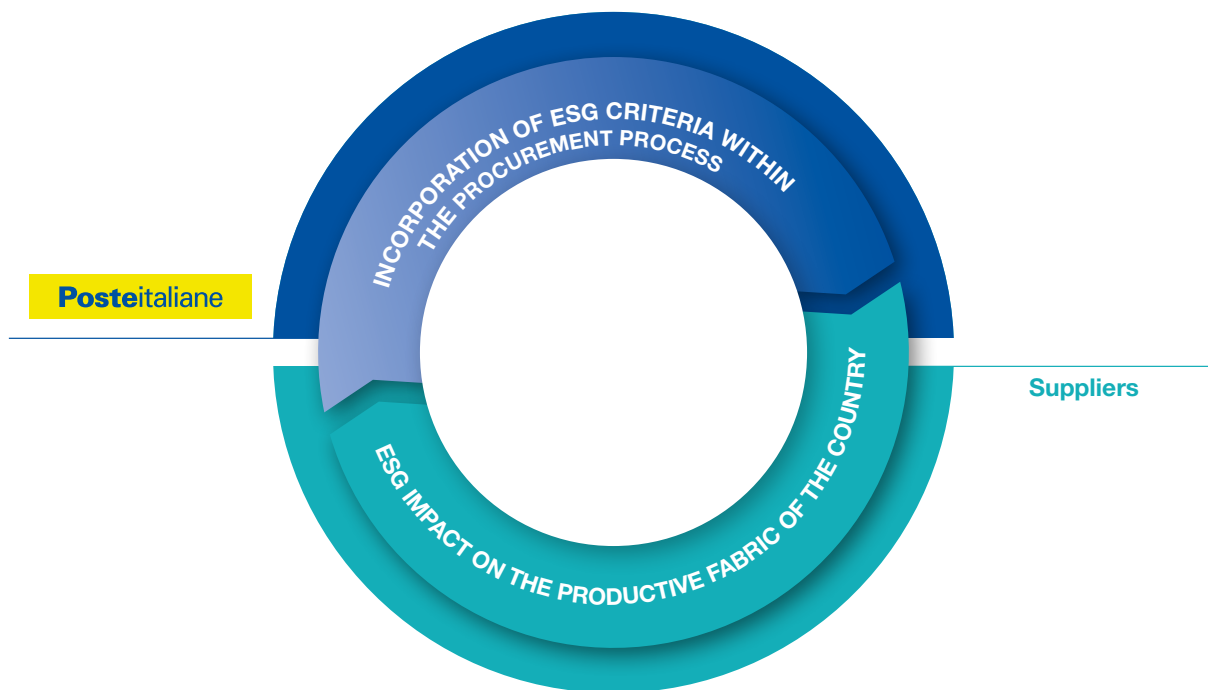 INCORPORATION OF ESG CRITERIA WITHIN
THE PROCUREMENT PROCESS
Posteitaliane
Suppliers
ESG IMPACT ON THE PRODUCTIVE FABRIC OF THE COUNTRY